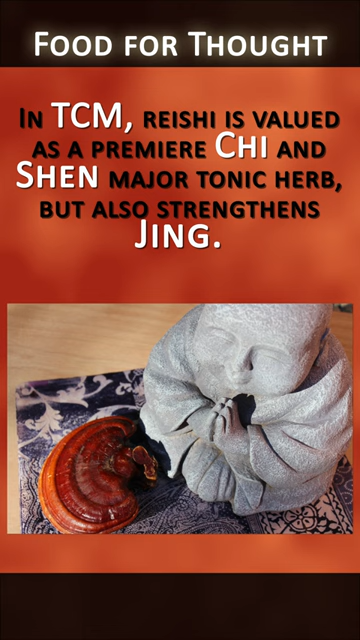 Food for Thought
In TCM, reishi is valued
as a premiere Chi and
Shen major tonic herb,
but also strengthens
Jing.